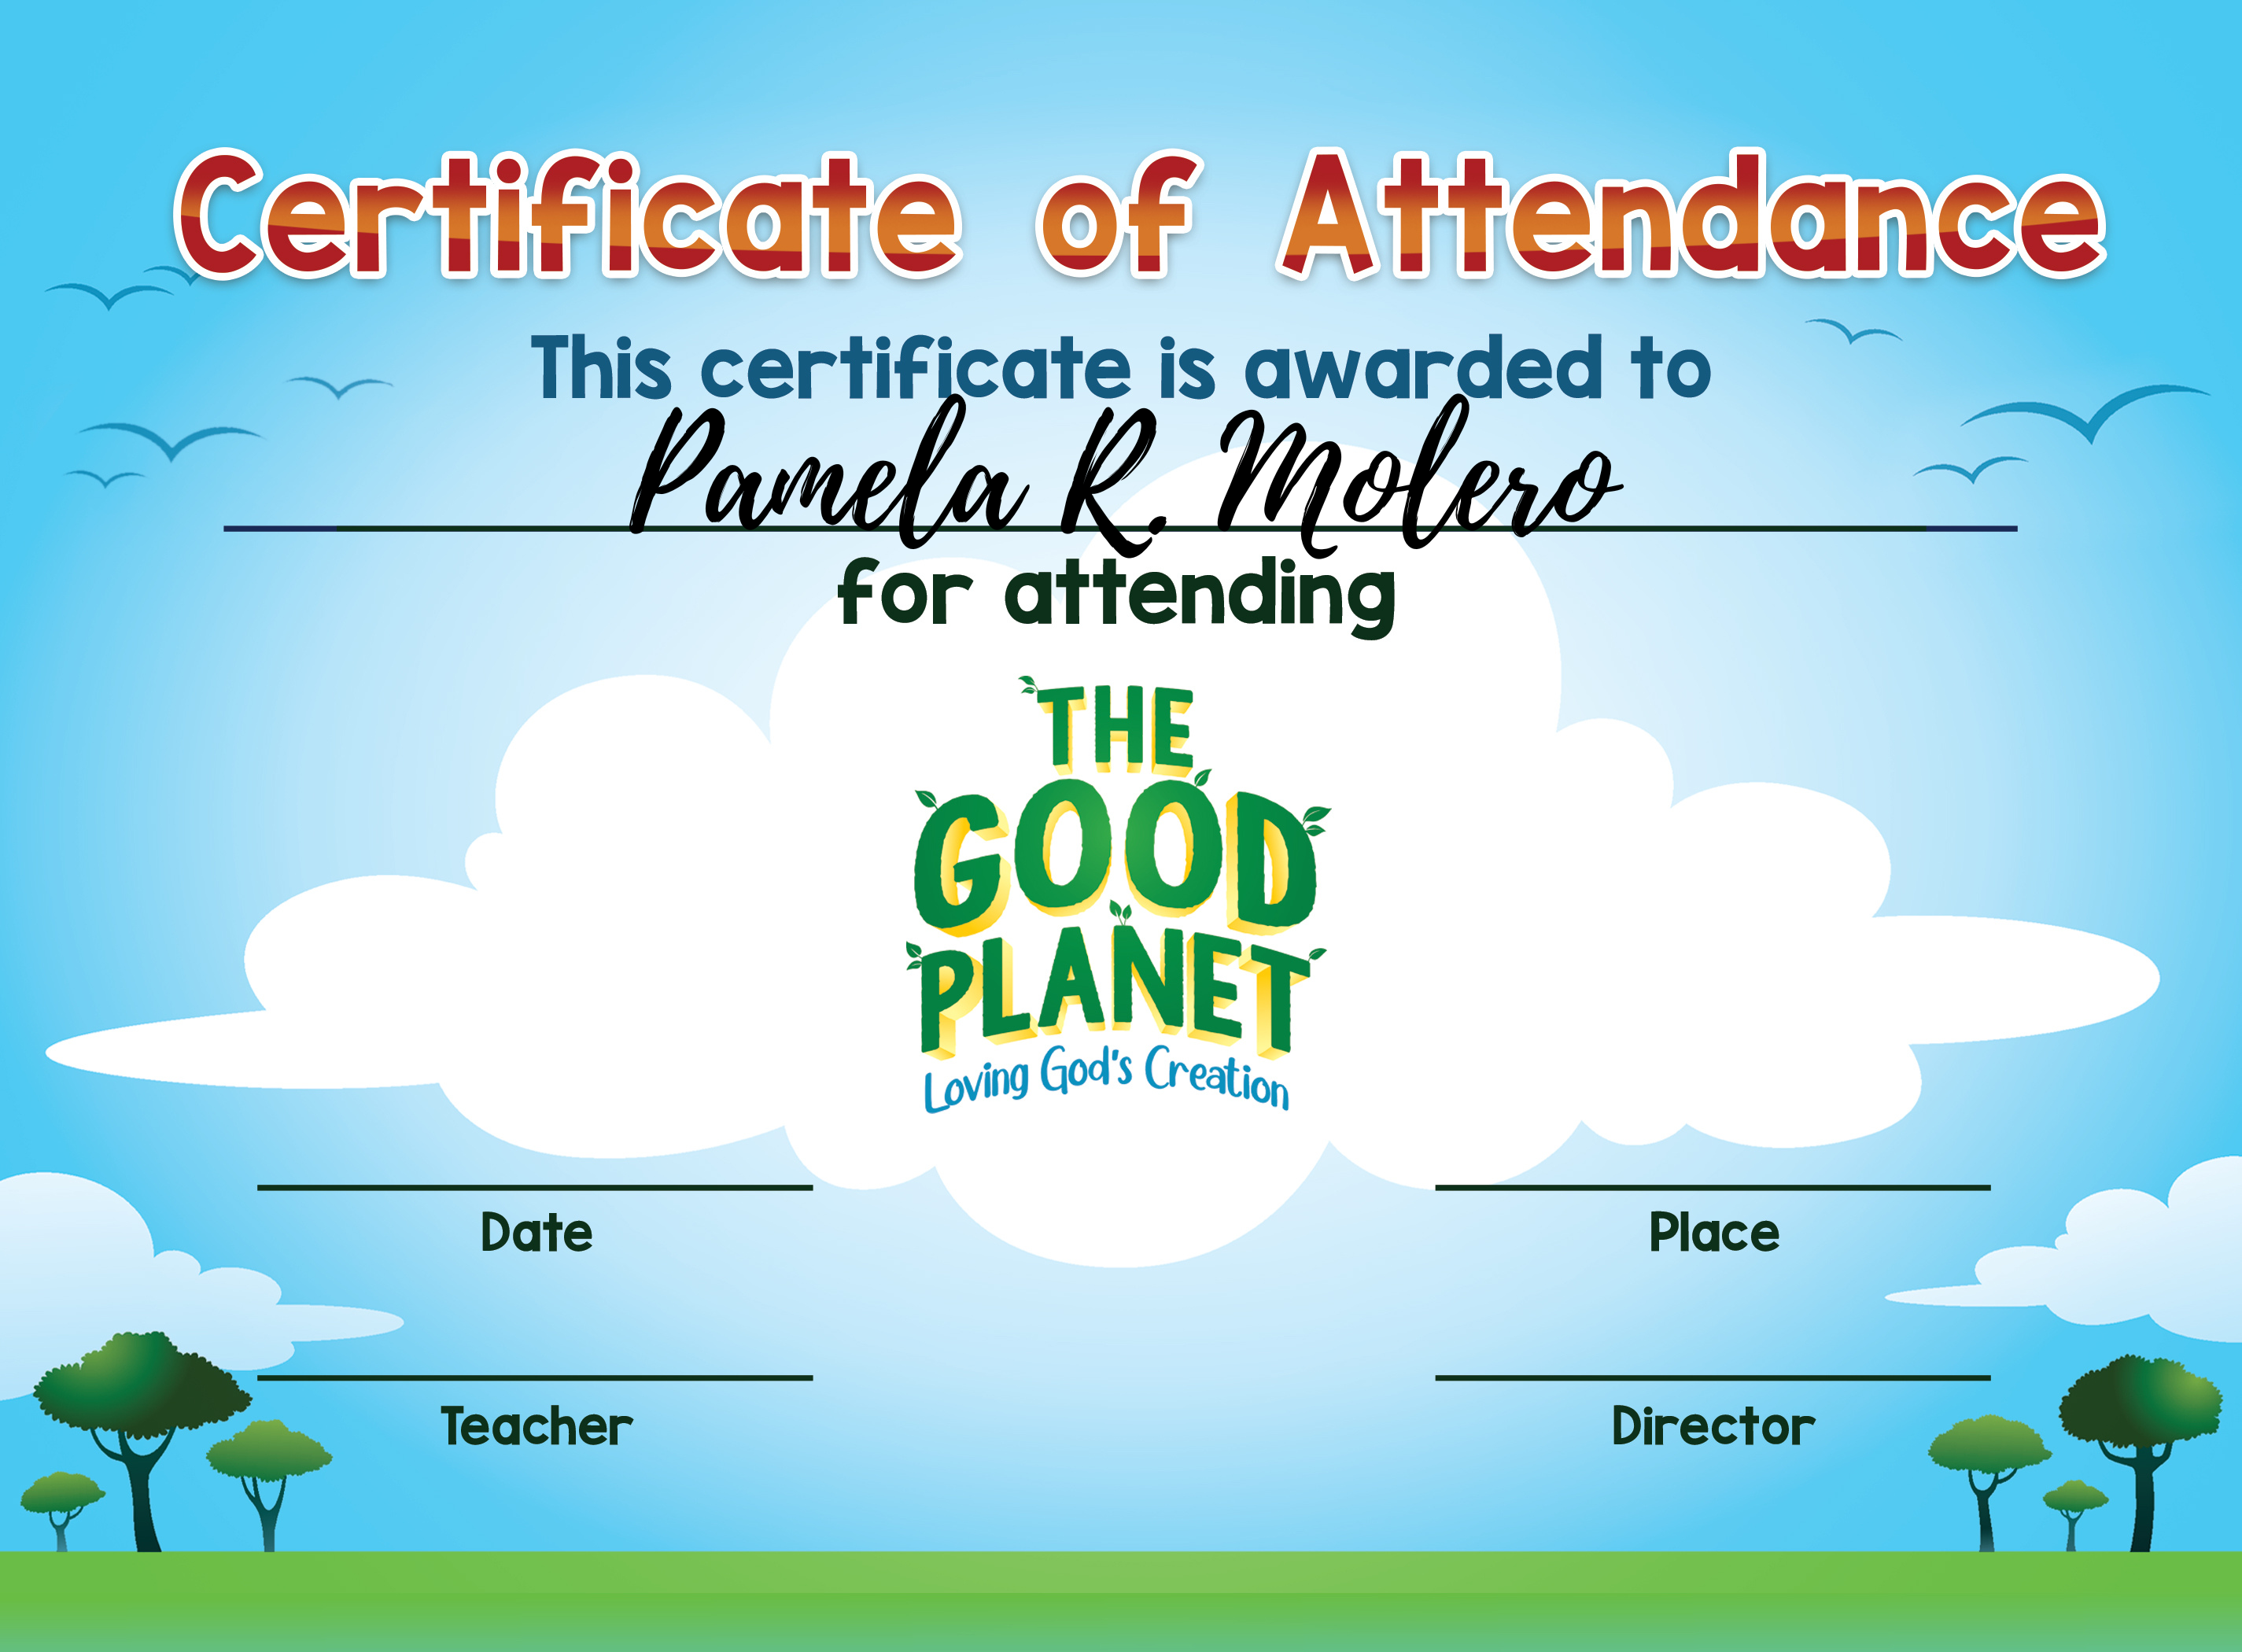 Certificate of Attendance
This certificate is awarded to
Pamela R. Molero
for attending
THE
GOOD
PLANET
Loving God's Creation
Date
Place
Teacher
Director